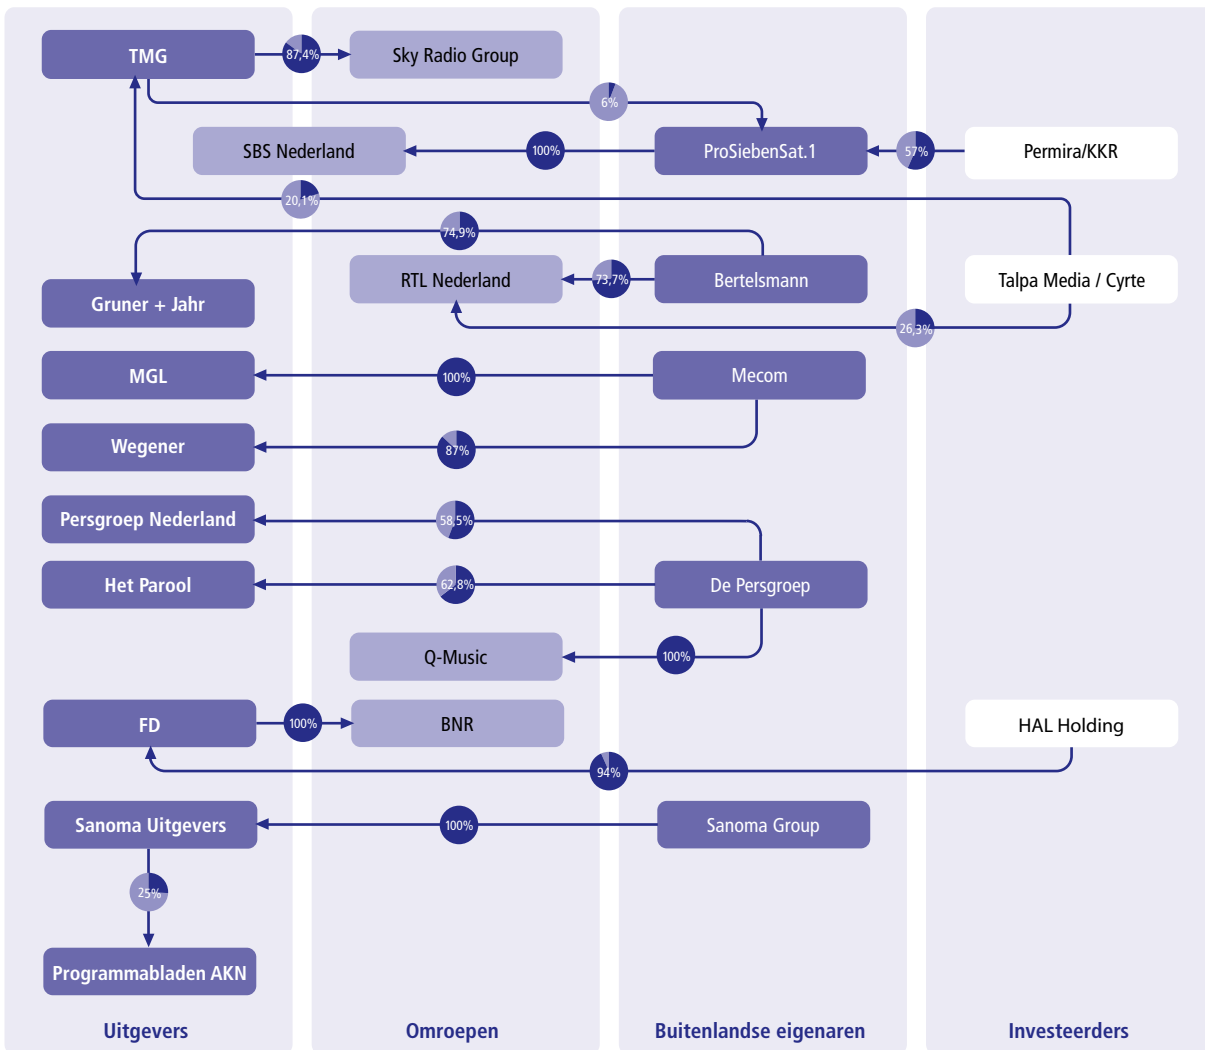 TMG
87,4%
Sky Radio Group
6%
SBS Nederland
100%
ProSiebenSat.1
57%
Permira/KKR
20,1%
74,9%
RTL Nederland
73,7%
Bertelsmann
Talpa Media / Cyrte
Gruner + Jahr
26,3%
MGL
100%
Mecom
Wegener
87%
Persgroep Nederland
58,5%
Het Parool
62,8%
De Persgroep
Q-Music
100%
FD
100%
BNR
HAL Holding
94%
Sanoma Uitgevers
100%
Sanoma Group
25%
Programmabladen AKN
Uitgevers
Omroepen
Buitenlandse eigenaren
Investeerders